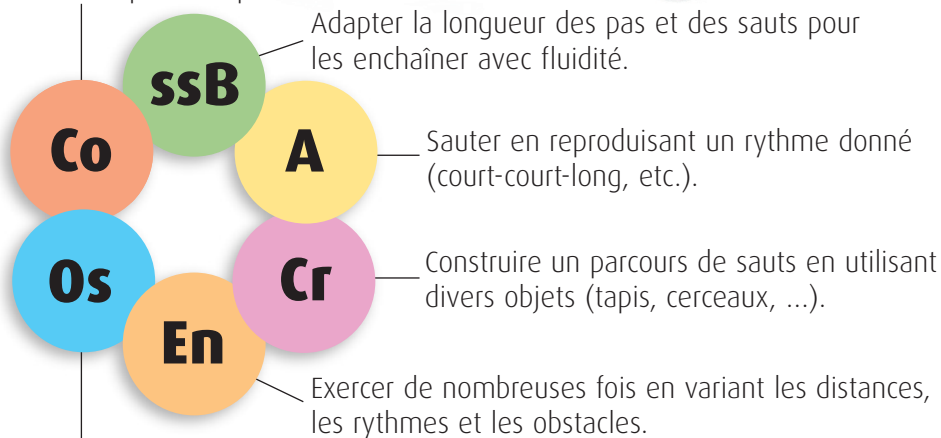 Adapter la longueur des pas et des sauts pour
les enchaîner avec fluidité.
ssB
Co
A
Sauter en reproduisant un rythme donné
(court-court-long, etc.).
Os
Cr
Construire un parcours de sauts en utilisant
divers objets (tapis, cerceaux, ...).
En
Exercer de nombreuses fois en variant les distances,
les rythmes et les obstacles.